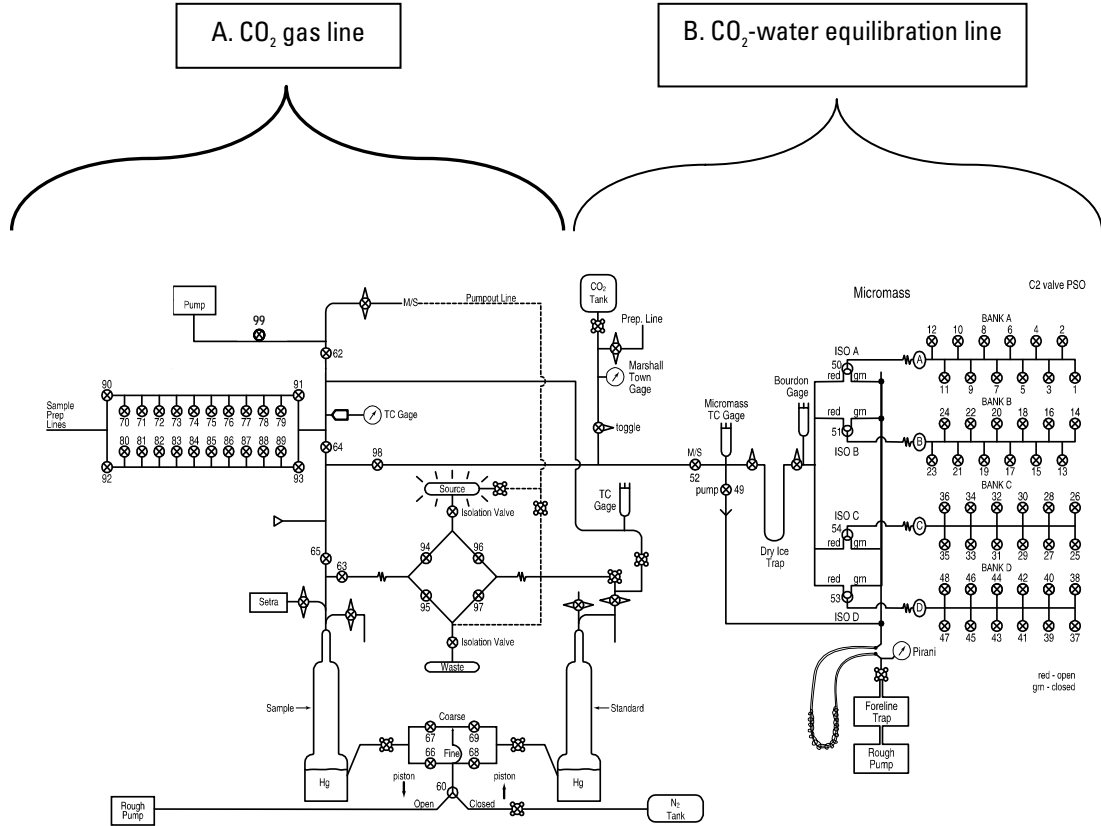 A. CO2 gas line
B. CO2-water equilibration line
Pump
99
62
M/S
Pumpout Line
CO2
Tank
Prep. Line
Marshall
Town
Gage
toggle
90
91
Sample
Prep
Lines
70 71 72 73 74 75 76 77 78 79
80 81 82 83 84 85 86 87 88 89
92
93
TC Gage
64
98
Source
Isolation Valve
TC
Gage
65
63
94
96
95
97
Setra
Isolation Valve
Waste
Sample
Standard
Hg
Hg
Coarse
67
69
66
Fine
68
piston
60
piston
Open
Closed
Rough
Pump
N2
Tank
Micromass
C2 valve PSO
Micromass
TC Gage
Bourdon
Gage
M/S
52
pump
49
Dry Ice
Trap
ISO A
50
red
grn
A
BANK A
12 10 8 6 4 2
11 9 7 5 3 1
red
grn
51
ISO B
B
BANK B
24 22 20 18 16 14
23 21 19 17 15 13
ISO C
54
red
grn
C
BANK C
36 34 32 30 28 26
35 33 31 29 27 25
red
grn
53
ISO D
D
BANK D
48 46 44 42 40 38
47 45 43 41 39 37
Pirani
red - open
grn - closed
Foreline
Trap
Rough
Pump